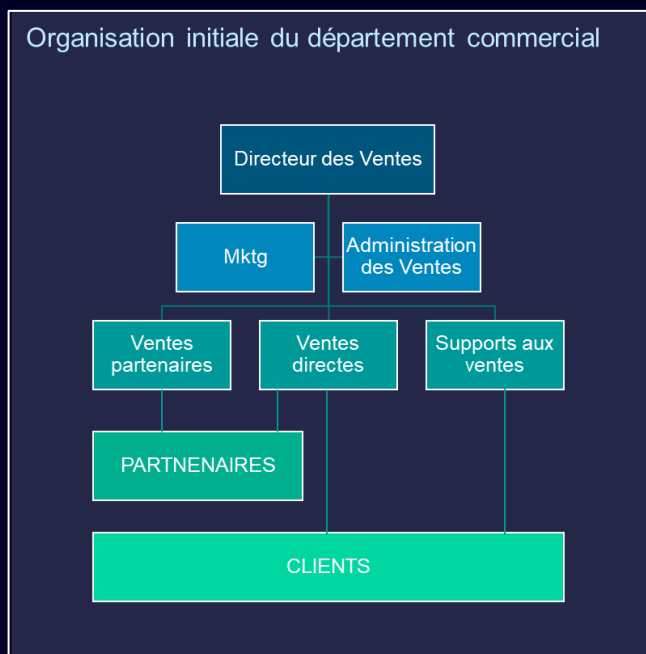 Organisation initiale du département commercial
Directeur des Ventes
Mktg
Administration
des Ventes
Ventes
partenaires
Ventes
directes
Supports aux
ventes
PARTNENAIRES
CLIENTS